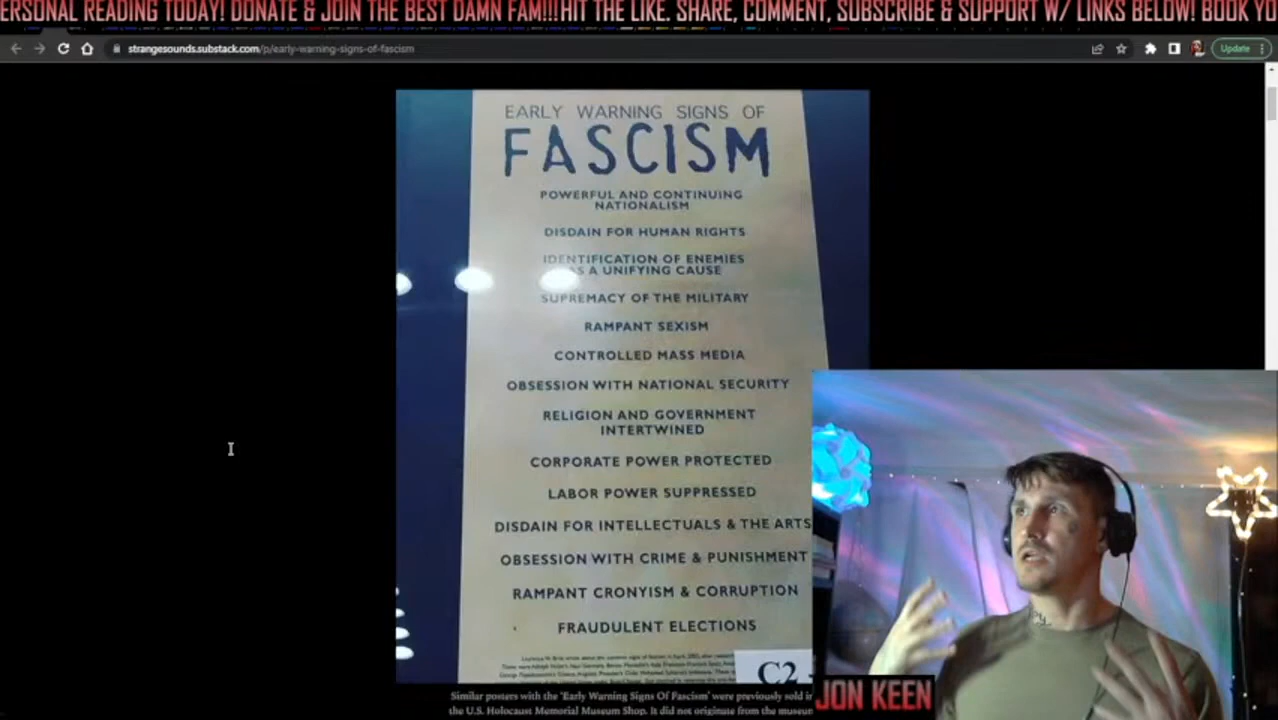 ERSONAL READING TODAY! DONATE & JOIN THE BEST DAMN FAM!!!HIT THE LIKE. SHARE, COMMENT, SUBSCRIBE & SUPPORT W/ LINKS BELOW! BOOK YO
strangesounds.substack.com/p/early-warning-signs-of-fascism
Update
EARLY WARNING SIGNS OF
FASCISM
POWERFUL AND CONTINUING
NATIONALISM
DISDAIN FOR HUMAN RIGHTS
IDENTIFICATION OF ENEMIES
AS A UNIFYING CAUSE
SUPREMACY OF THE MILITARY
RAMPANT SEXISM
CONTROLLED MASS MEDIA
OBSESSION WITH NATIONAL SECURITY
RELIGION AND GOVERNMENT
INTERTWINED
CORPORATE POWER PROTECTED
LABOR POWER SUPPRESSED
DISDAIN FOR INTELLECTUALS & THE ARTS
OBSESSION WITH CRIME & PUNISHMENT
RAMPANT CRONYISM & CORRUPTION
FRAUDULENT ELECTIONS
C2
Similar posters with the 'Early Warning Signs Of Fascism' were previously sold in
the U.S. Holocaust Memorial Museum Shop. It did not originate from the museum
JON KEEN